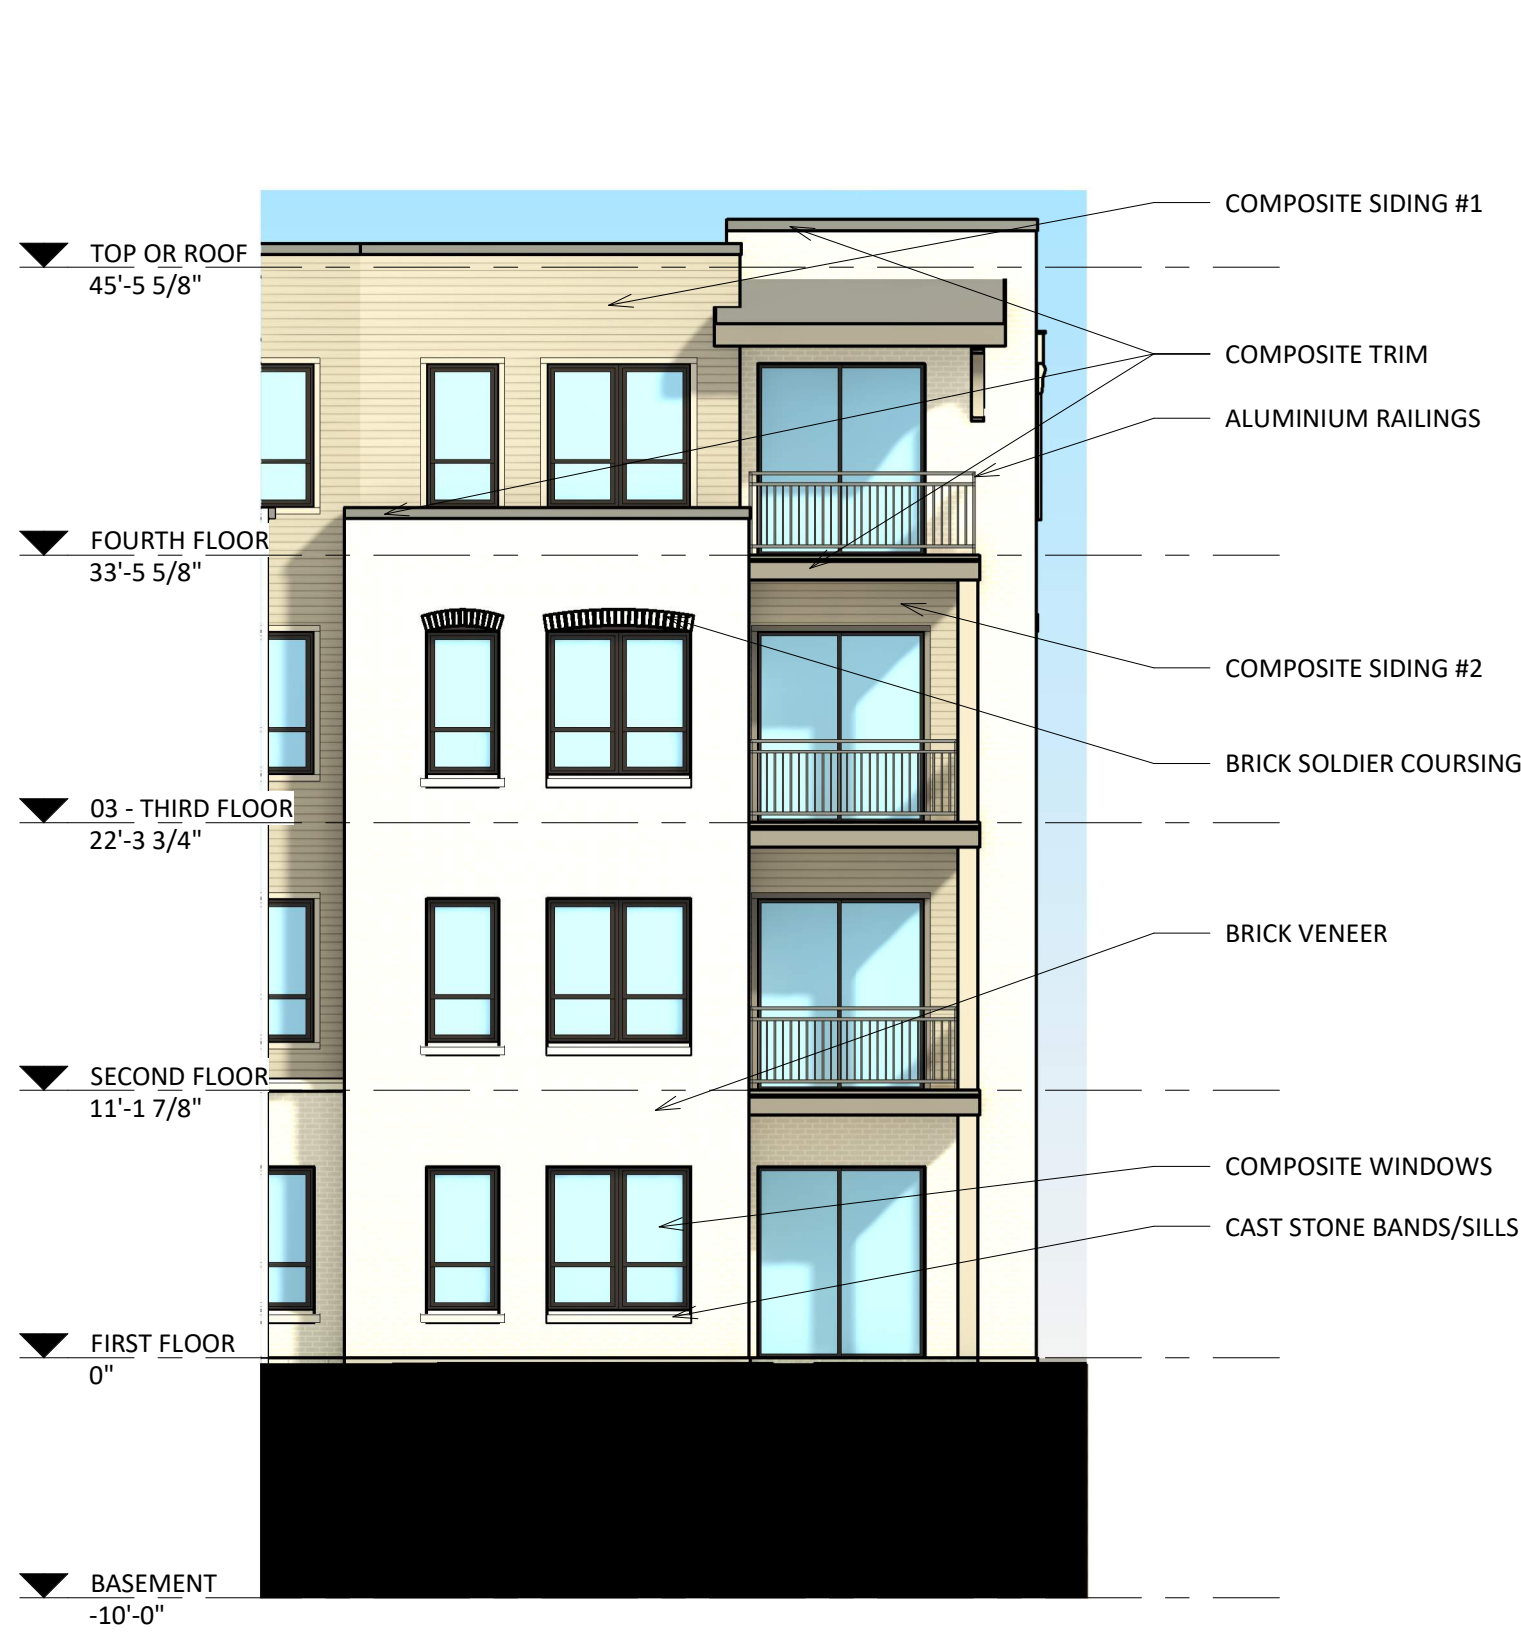 TOP OR ROOF
45'-5 5/8"
FOURTH FLOOR
33'-5 5/8"
03 - THIRD FLOOR
22'-3 3/4"
SECOND FLOOR
11'-1 7/8"
FIRST FLOOR
0"
BASEMENT
-10'-0"
COMPOSITE SIDING #1
COMPOSITE TRIM
ALUMINIUM RAILINGS
COMPOSITE SIDING #2
BRICK SOLDIER COURSING
BRICK VENEER
COMPOSITE WINDOWS
CAST STONE BANDS/SILLS